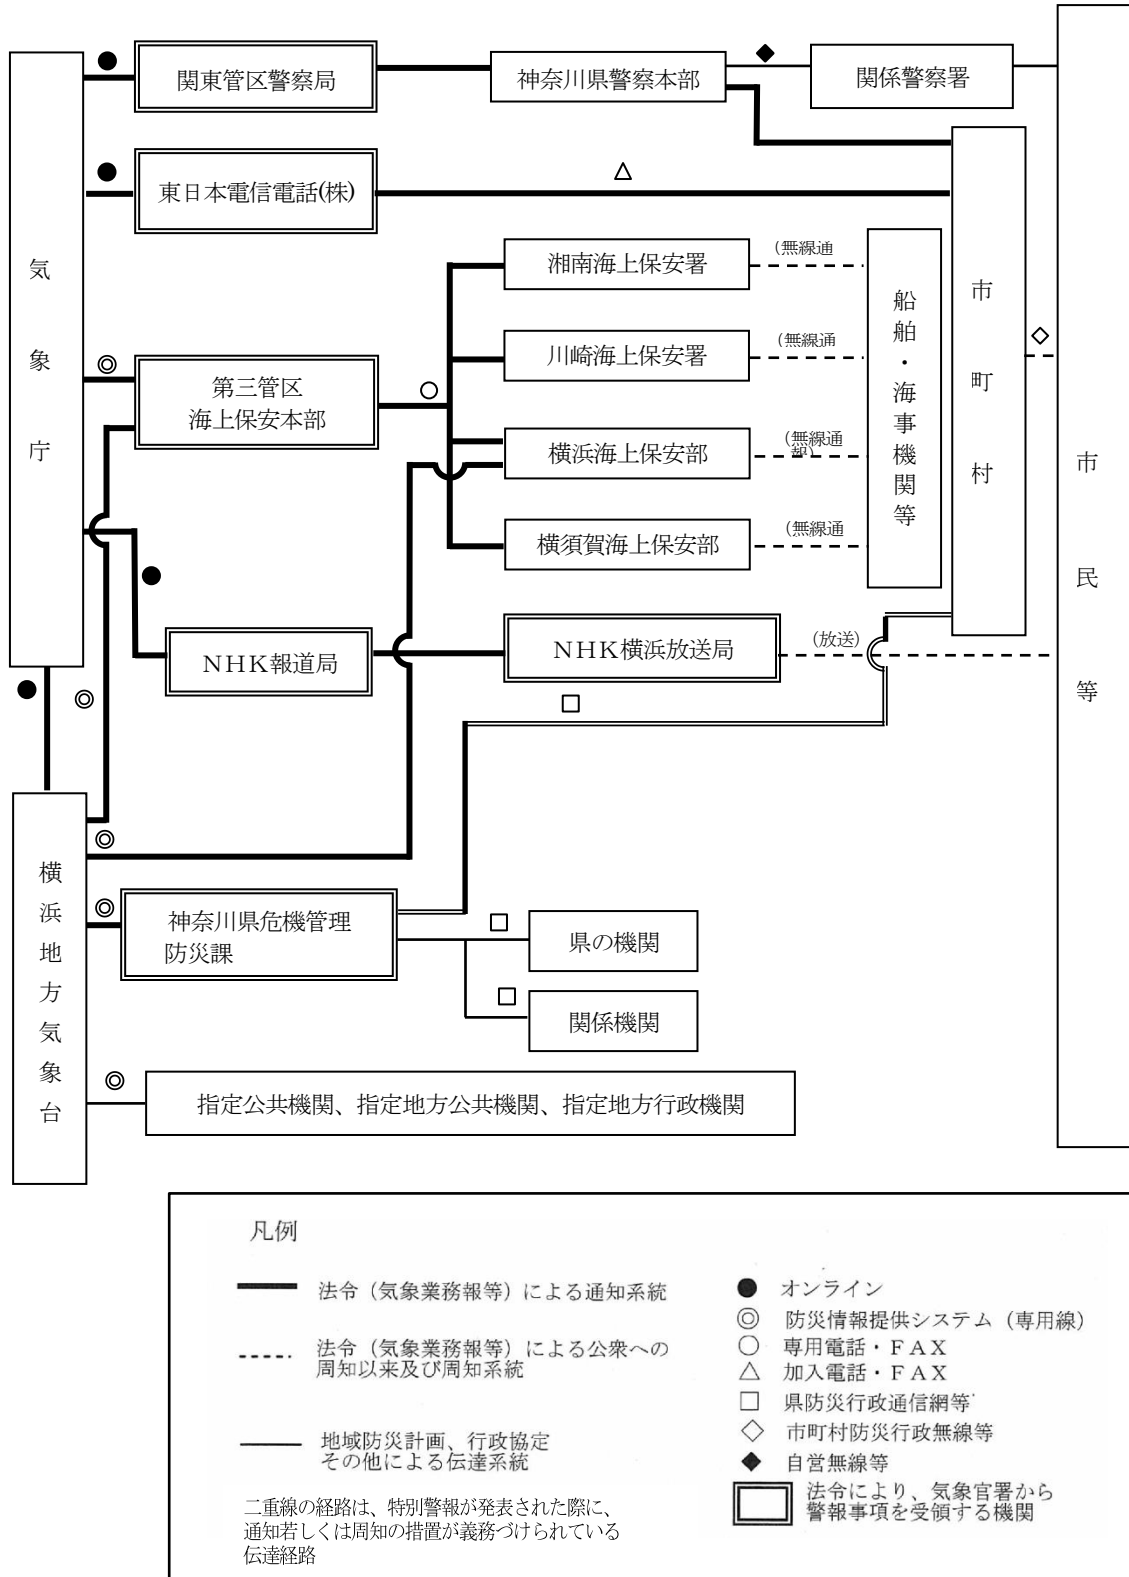 関東管区警察局
神奈川県警察本部
関係警察署
東日本電信電話(株)
気象庁
湘南海上保安署
(無線通
川崎海上保安署
(無線通
第三管区
海上保安本部
横浜海上保安部
(無線通
報)
横須賀海上保安部
(無線通
船舶・海事機関等
市町村
市民等
NHK報道局
NHK横浜放送局
(放送)
横浜地方気象台
神奈川県危機管理
防災課
県の機関
関係機関
指定公共機関、指定地方公共機関、指定地方行政機関
凡例
法令（気象業務報等）による通知系統
法令（気象業務報等）による公衆への
周知以来及び周知系統
地域防災計画、行政協定
その他による伝達系統
二重線の経路は、特別警報が発表された際に、
通知若しくは周知の措置が義務づけられている
伝達経路
オンライン
防災情報提供システム（専用線）
専用電話・FAX
加入電話・FAX
県防災行政通信網等
市町村防災行政無線等
自営無線等
法令により、気象官署から
警報事項を受領する機関